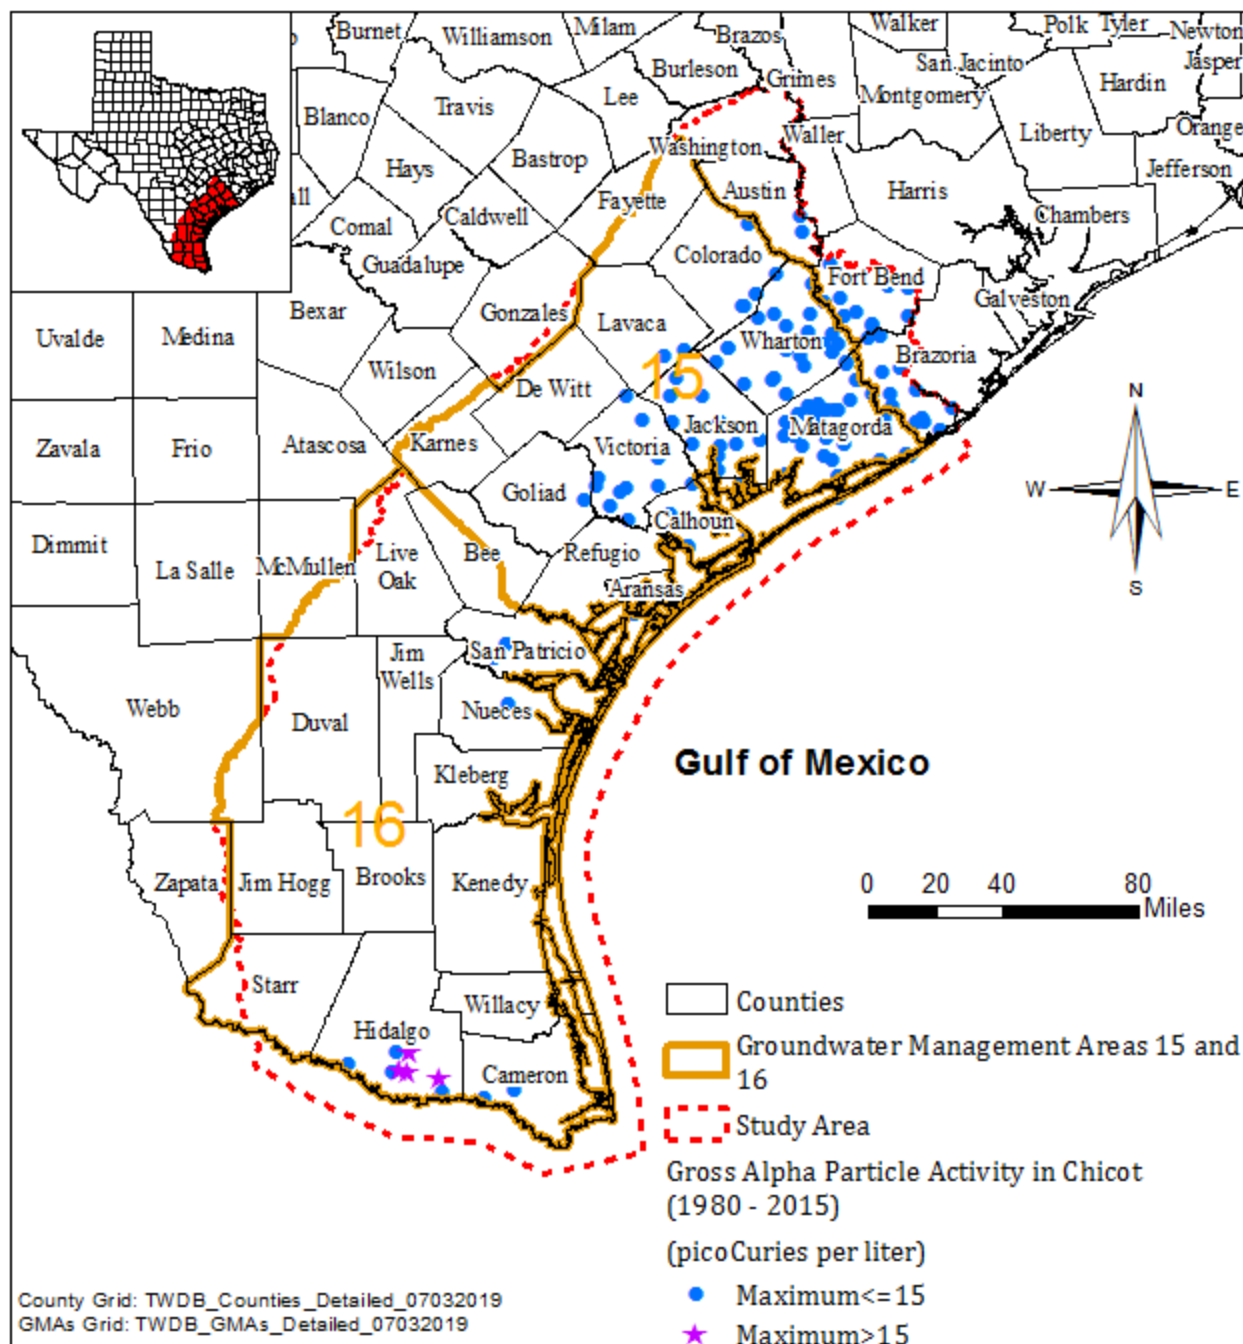 Burnet
Williamson
Milam
Brazos
Walker
Polk
Tyler
Newton
Burleson
Grimes
San Jacinto
Hardin
Jasper
Blanco
Travis
Lee
Montgomery
Liberty
Orange
Washington
Waller
Hays
Bastrop
Austin
Harris
Jefferson
all
Comal
Caldwell
Fayette
Chambers
Guadalupe
Colorado
Fort Bend
Bexar
Gonzales
Lavaca
Galveston
Uvalde
Medina
Wharton
Brazoria
Wilson
De Witt
15
N
Zavala
Frio
Atascosa
Karnes
Victoria
Jackson
Matagorda
Goliad
W
E
Dimmit
La Salle
McMullen
Live
Oak
Bee
Refugio
Calhoun
Aransas
S
San Patricio
Jim
Wells
Webb
Duval
Nueces
Kleberg
Gulf of Mexico
16
Zapata
Jim Hogg
Brooks
Kenedy
0 20 40 80
Miles
Starr
Willacy
Hidalgo
Cameron
Counties
Groundwater Management Areas 15 and
16
Study Area
Gross Alpha Particle Activity in Chicot
(1980 - 2015)
(picoCuries per liter)
Maximum<=15
Maximum>15
County Grid: TWDB_Counties_Detailed_07032019
GMAs Grid: TWDB_GMAs_Detailed_07032019